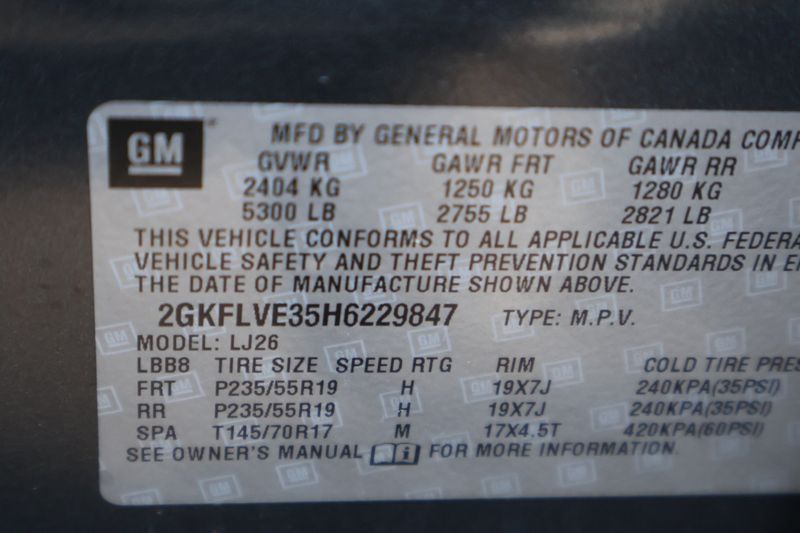 GM
MFD BY GENERAL MOTORS OF CANADA COMP
GVWR GAWR FRT GAWR RR
2404 KG 1250 KG 1280 KG
5300 LB 2755 LB 2821 LB
THIS VEHICLE CONFORMS TO ALL APPLICABLE U.S. FEDERA
VEHICLE SAFETY AND THEFT PREVENTION STANDARDS IN E
THE DATE OF MANUFACTURE SHOWN ABOVE.
2GKFLVE35H6229847 TYPE: M.P.V.
MODEL: LJ26
LBB8 TIRE SIZE SPEED RTG RIM COLD TIRE PRES
FRT P235/55R19 H 19X7J 240KPA(35PSI)
RR P235/55R19 H 19X7J 240KPA(35PSI)
SPA T145/70R17 M 17X4.5T 420KPA(60PSI)
SEE OWNER'S MANUAL FOR MORE INFORMATION.